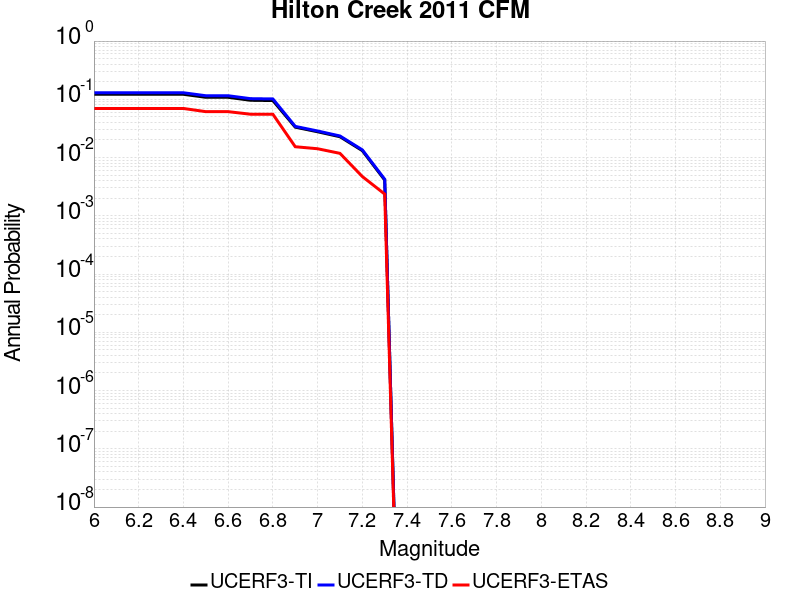 Hilton Creek 2011 CFM
Annual Probability
10^0
10^-1
10^-2
10^-3
10^-4
10^-5
10^-6
10^-7
10^-8
6 6.2 6.4 6.6 6.8 7 7.2 7.4 7.6 7.8 8 8.2 8.4 8.6 8.8 9
Magnitude
UCERF3-TI UCERF3-TD UCERF3-ETAS